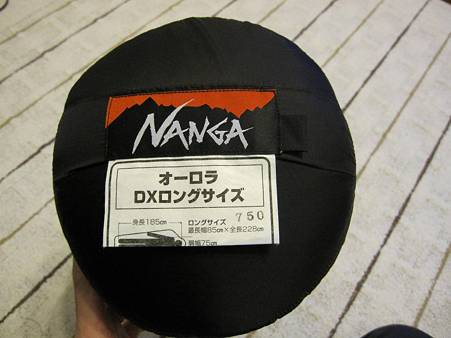 NANGA
オーロラ
DXロングサイズ
750
身長185cm
ロングサイズ
最長幅85cm×全長228cm
肩幅75cm